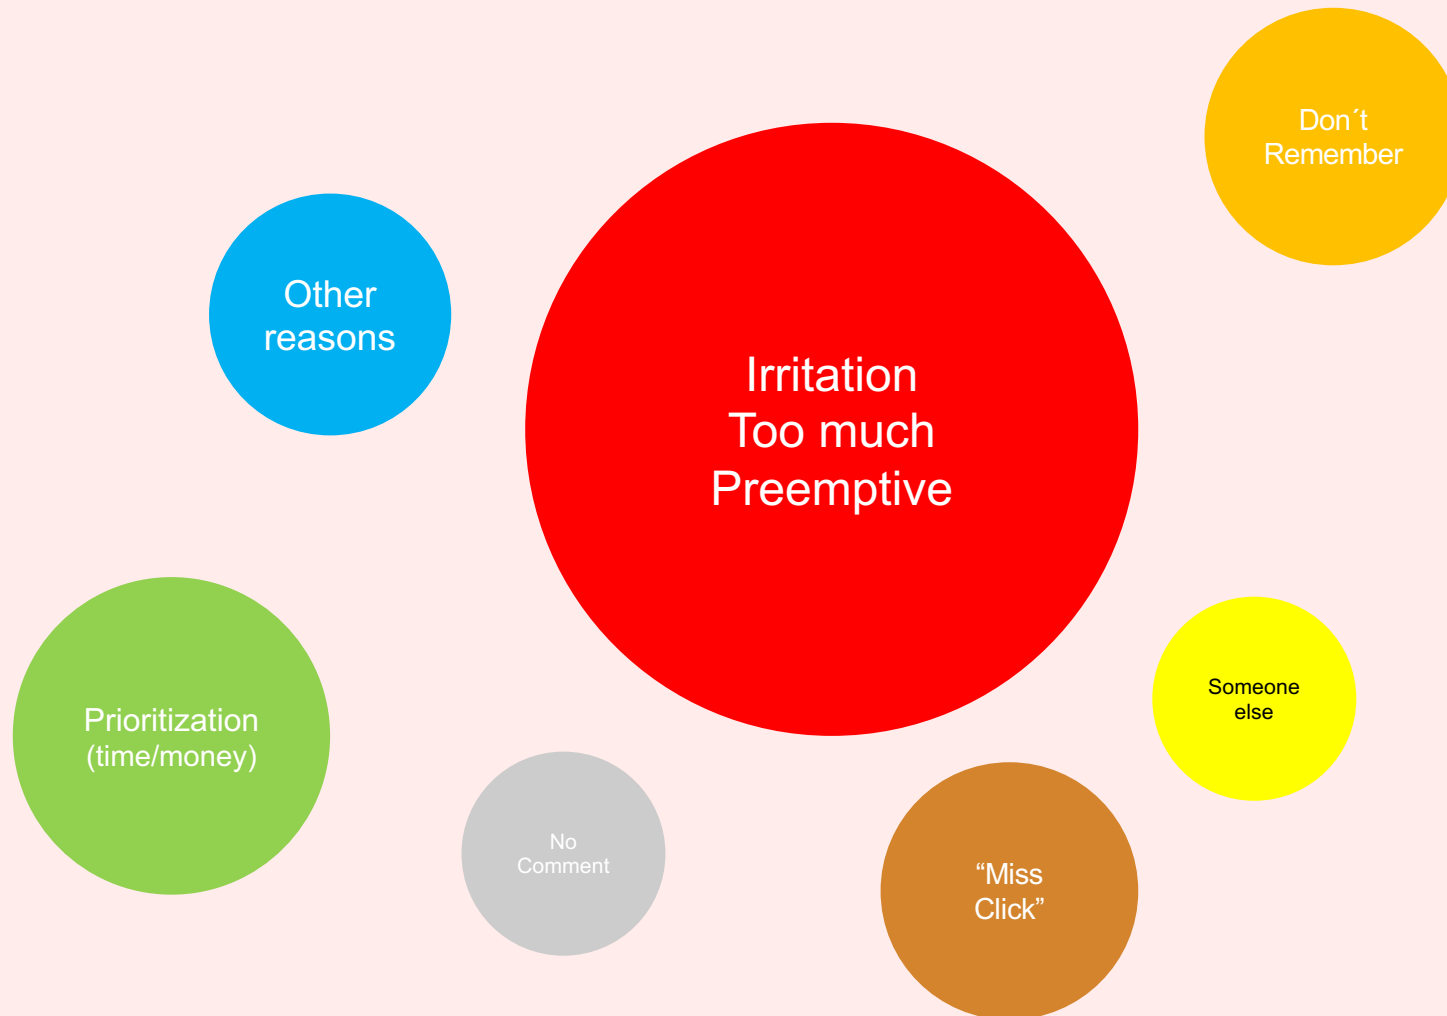 Don´t
Remember
Other
reasons
Irritation
Too much
Preemptive
Prioritization
(time/money)
Someone
else
No
Comment
“Miss
Click”